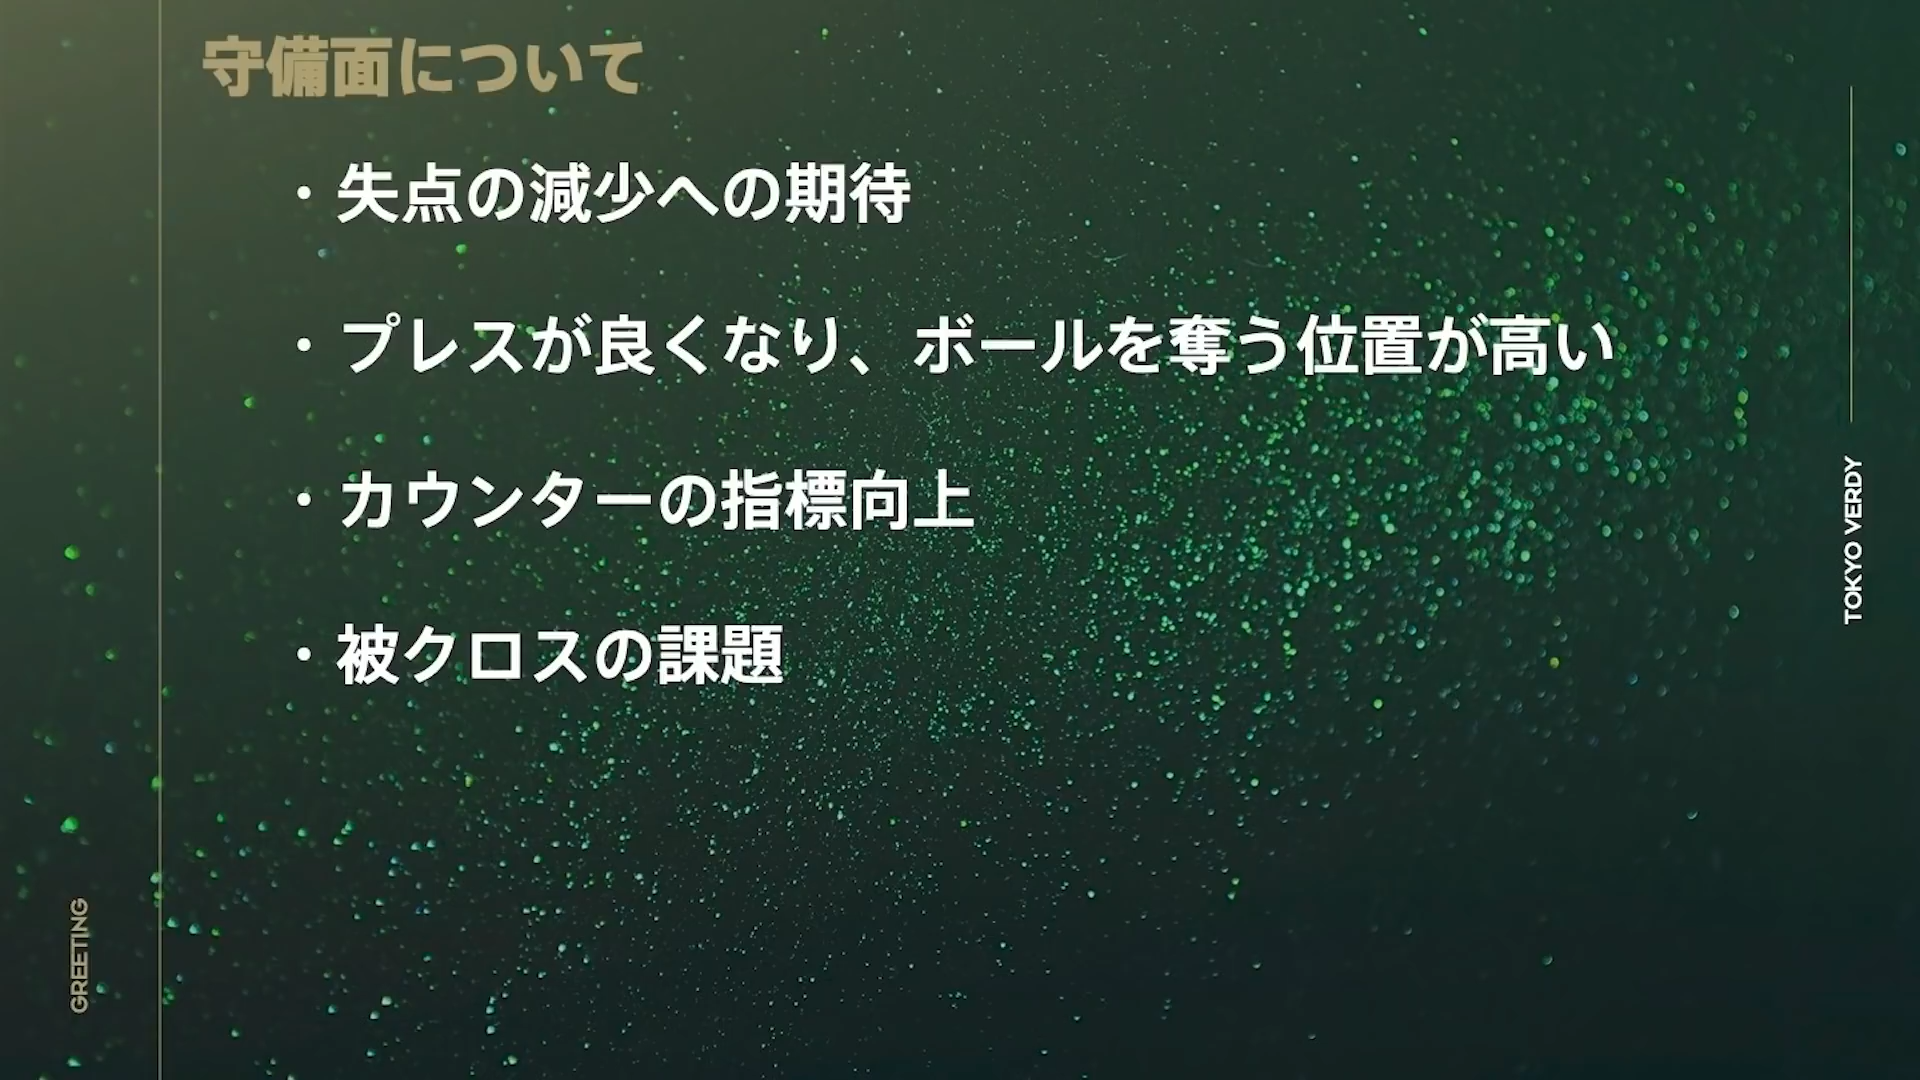 守備面について
・失点の減少への期待
・プレスが良くなり、ボールを奪う位置が高い
・カウンターの指標向上
・被クロスの課題
TOKYO VERDY
GREETING